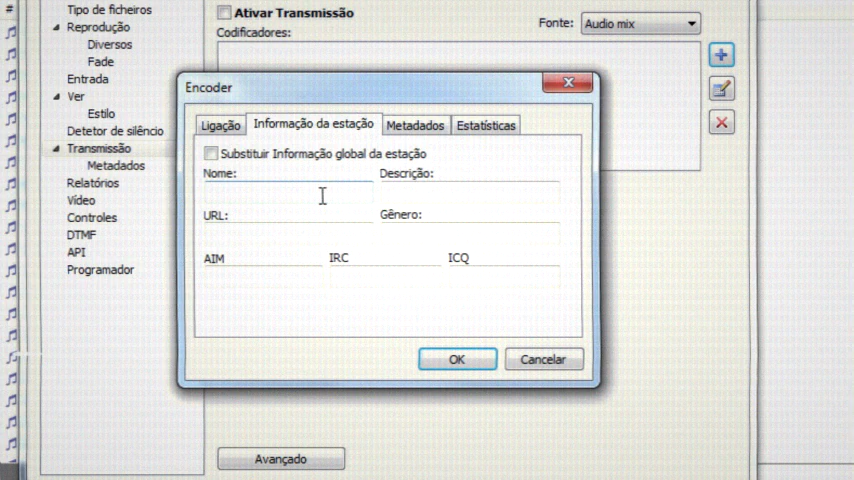 #
Tipo de ficheiros
Reprodução
Diversos
Fade
Entrada
Ver
Estilo
Detetor de silêncio
Transmissão
Metadados
Relatórios
Vídeo
Controles
DTMF
API
Programador
Ativar Transmissão
Fonte: Audio mix
Codificadores:
Encoder
Ligação Informação da estação Metadados Estatísticas
Substituir Informação global da estação
Nome: Descrição:
URL: Gênero:
AIM IRC ICQ
OK Cancelar
Avançado